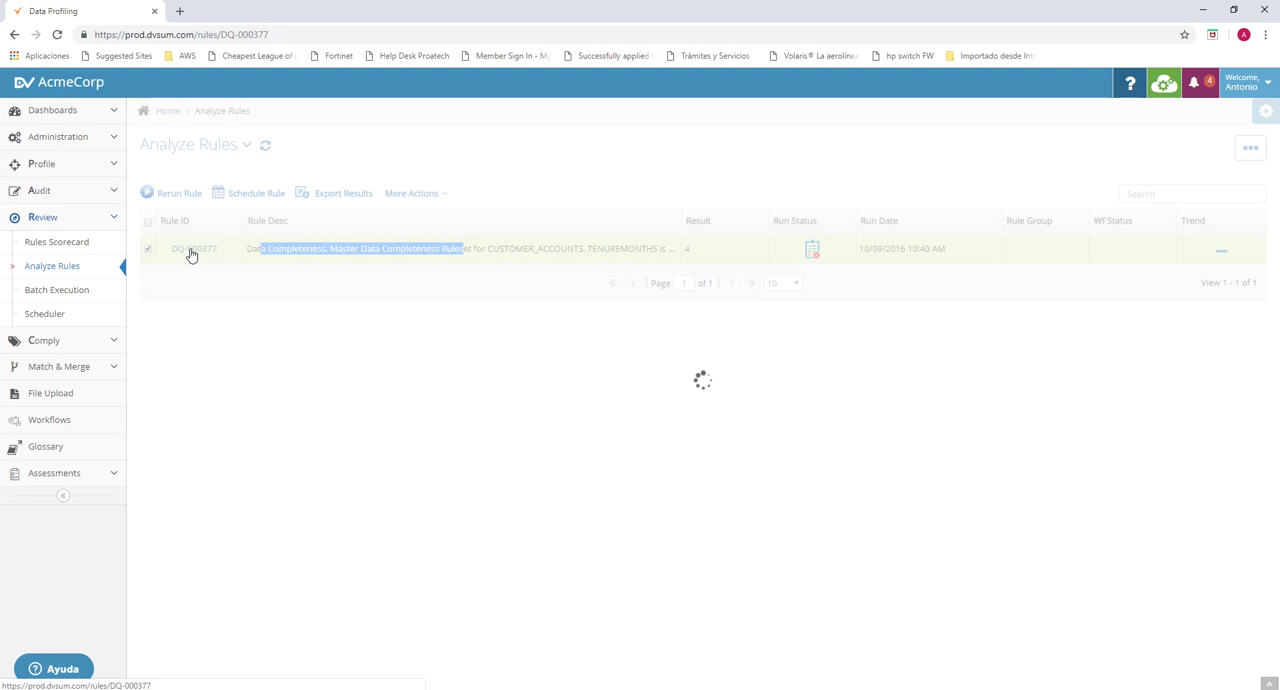 Data Profiling
https://prod.dvsum.com/rules/DQ-000377
A
Aplicaciones
Suggested Sites
AWS
Cheapest League of L
Fortinet
Help Desk Proatech
Member Sign In - My
Successfully applied f
Trámites y Servicios
Volaris® La aerolínea
hp switch FW
Importado desde Int
DV AcmeCorp
?
4
Welcome,
Antonio
Dashboards
Administration
Profile
Audit
Review
Rules Scorecard
Analyze Rules
Batch Execution
Scheduler
Comply
Match & Merge
File Upload
Workflows
Glossary
Assessments
Home > Analyze Rules
Analyze Rules
Rerun Rule
Schedule Rule
Export Results
More Actions
Search
Rule ID
Rule Desc
Result
Run Status
Run Date
Rule Group
Wf Status
Trend
DQ-000377
Data Completeness. Master Data Completeness Ruleset for CUSTOMER_ACCOUNTS. TENUREMONTHS is ...
4
10/09/2016 10:40 AM
Page 1 of 1
10
View 1 - 1 of 1
? Ayuda
https://prod.dvsum.com/rules/DQ-000377